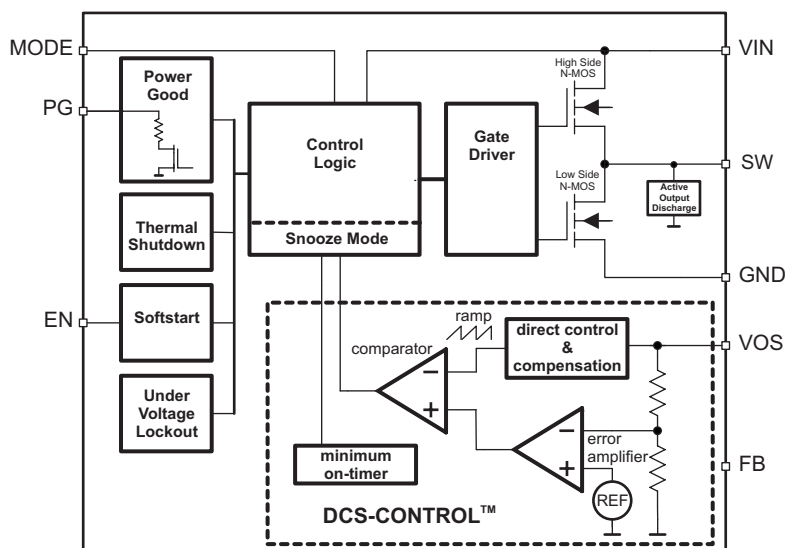 MODE
VIN
Power
Good
High Side
N-MOS
PG
Control
Logic
Gate
Driver
Low Side
N-MOS
SW
Active
Output
Discharge
Thermal
Shutdown
Snooze Mode
GND
EN
Softstart
ramp
direct control
&
compensation
VOS
comparator
−
+
Under
Voltage
Lockout
−
error
amplifier
+
minimum
on-timer
FB
REF
DCS-CONTROL™